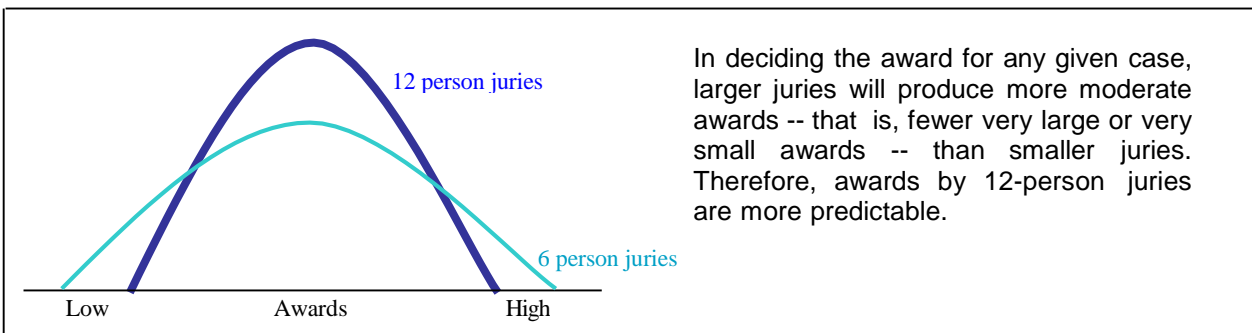 12 person juries
6 person juries
Low Awards High
In deciding the award for any given case,
larger juries will produce more moderate
awards -- that is, fewer very large or very
small awards -- than smaller juries.
Therefore, awards by 12-person juries
are more predictable.